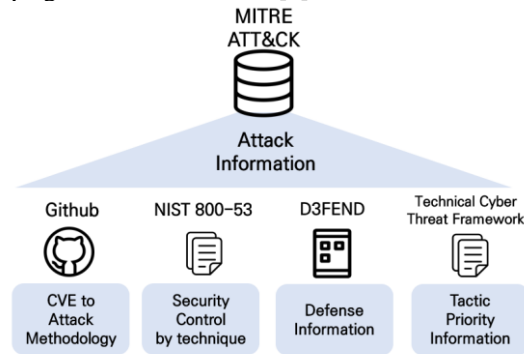 MITRE
ATT&CK
Attack
Information
Github
NIST 800-53
D3FEND
Technical Cyber
Threat Framework
CVE to
Attack
Methodology
Security
Control
by technique
Defense
Information
Tactic
Priority
Information